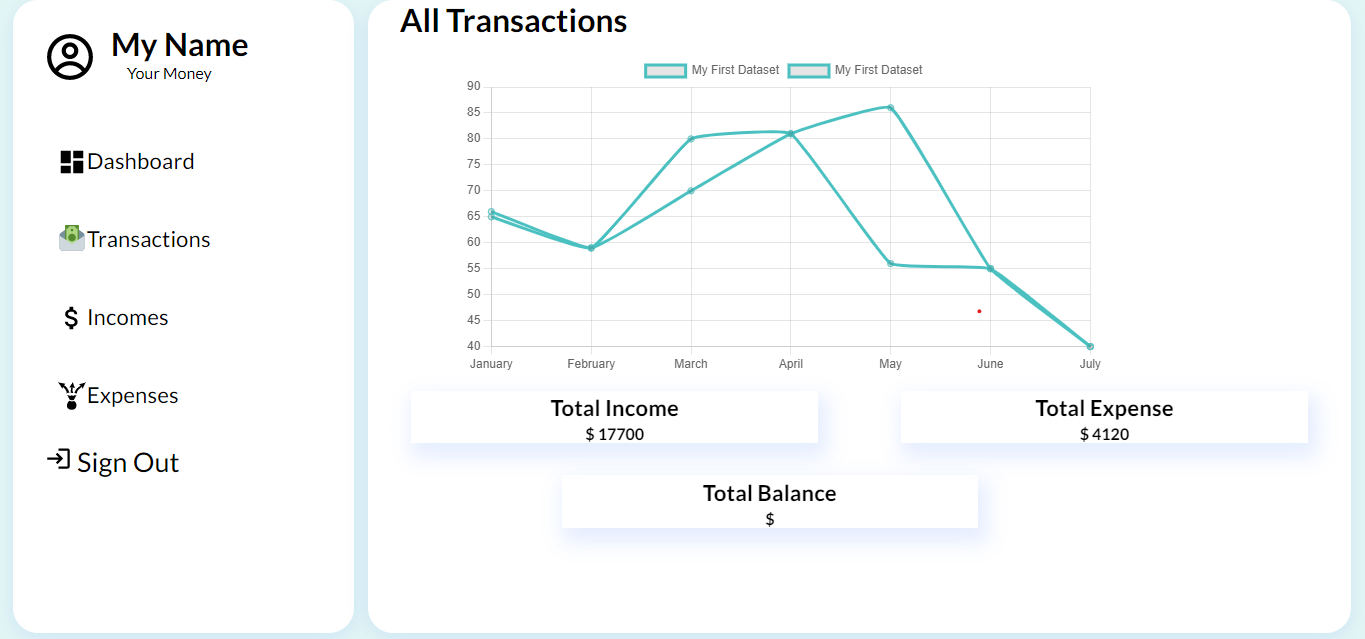 My Name
Your Money
Dashboard
Transactions
Incomes
Expenses
Sign Out
All Transactions
My First Dataset My First Dataset
90
85
80
75
70
65
60
55
50
45
40
January February March April May June July
Total Income
$ 17700
Total Expense
$ 4120
Total Balance
$